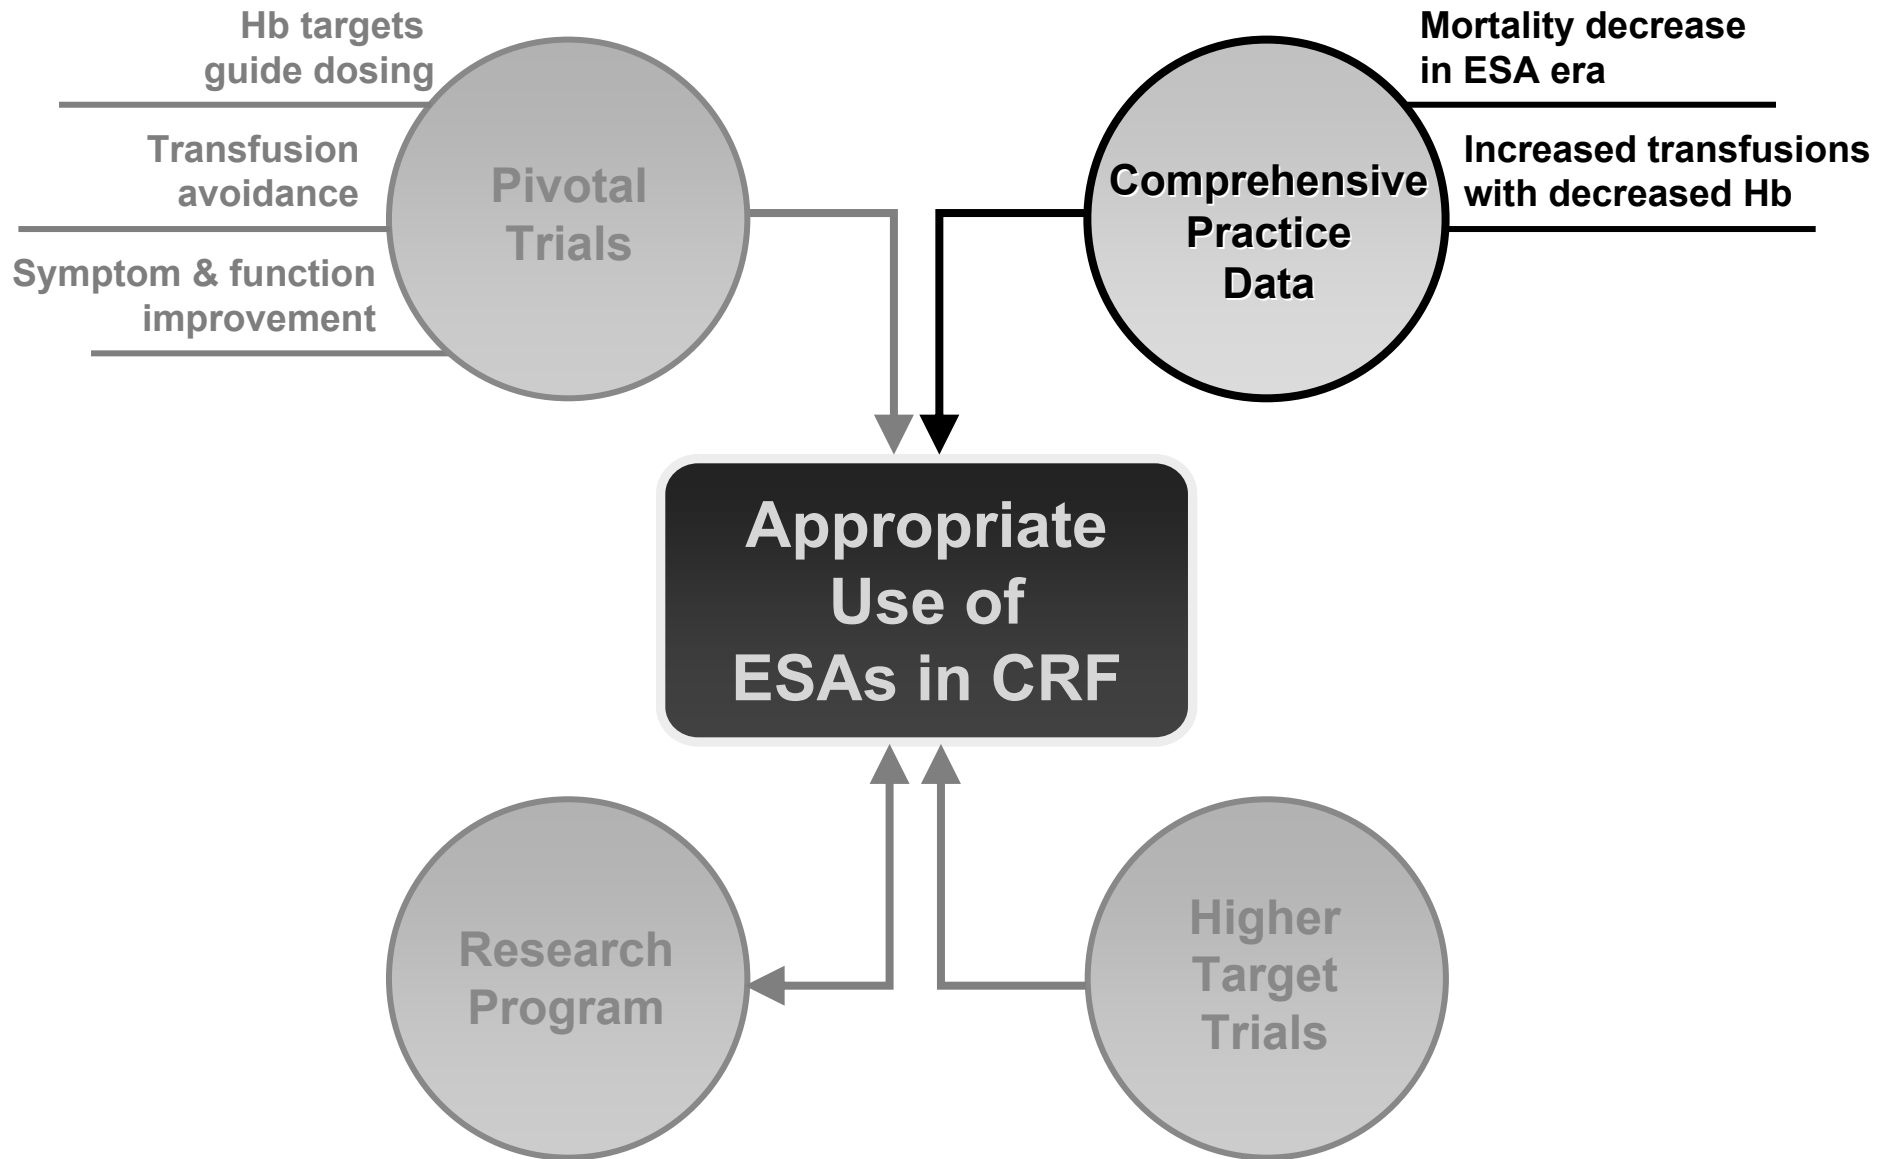 Hb targets
guide dosing
Transfusion
avoidance
Symptom & function
improvement
Pivotal
Trials
Mortality decrease
in ESA era
Increased transfusions
with decreased Hb
Comprehensive
Practice
Data
Appropriate
Use of
ESAs in CRF
Research
Program
Higher
Target
Trials